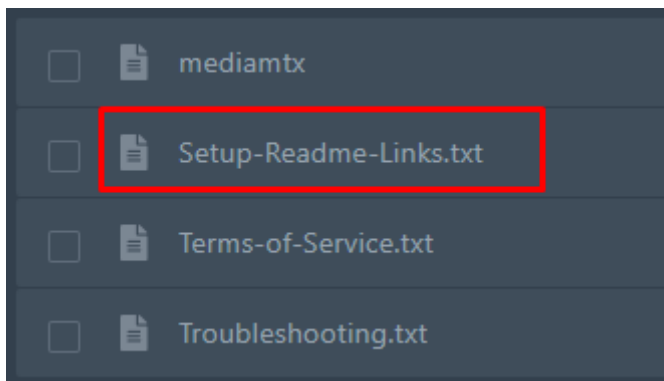 mediamtx
Setup-Readme-Links.txt
Terms-of-Service.txt
Troubleshooting.txt